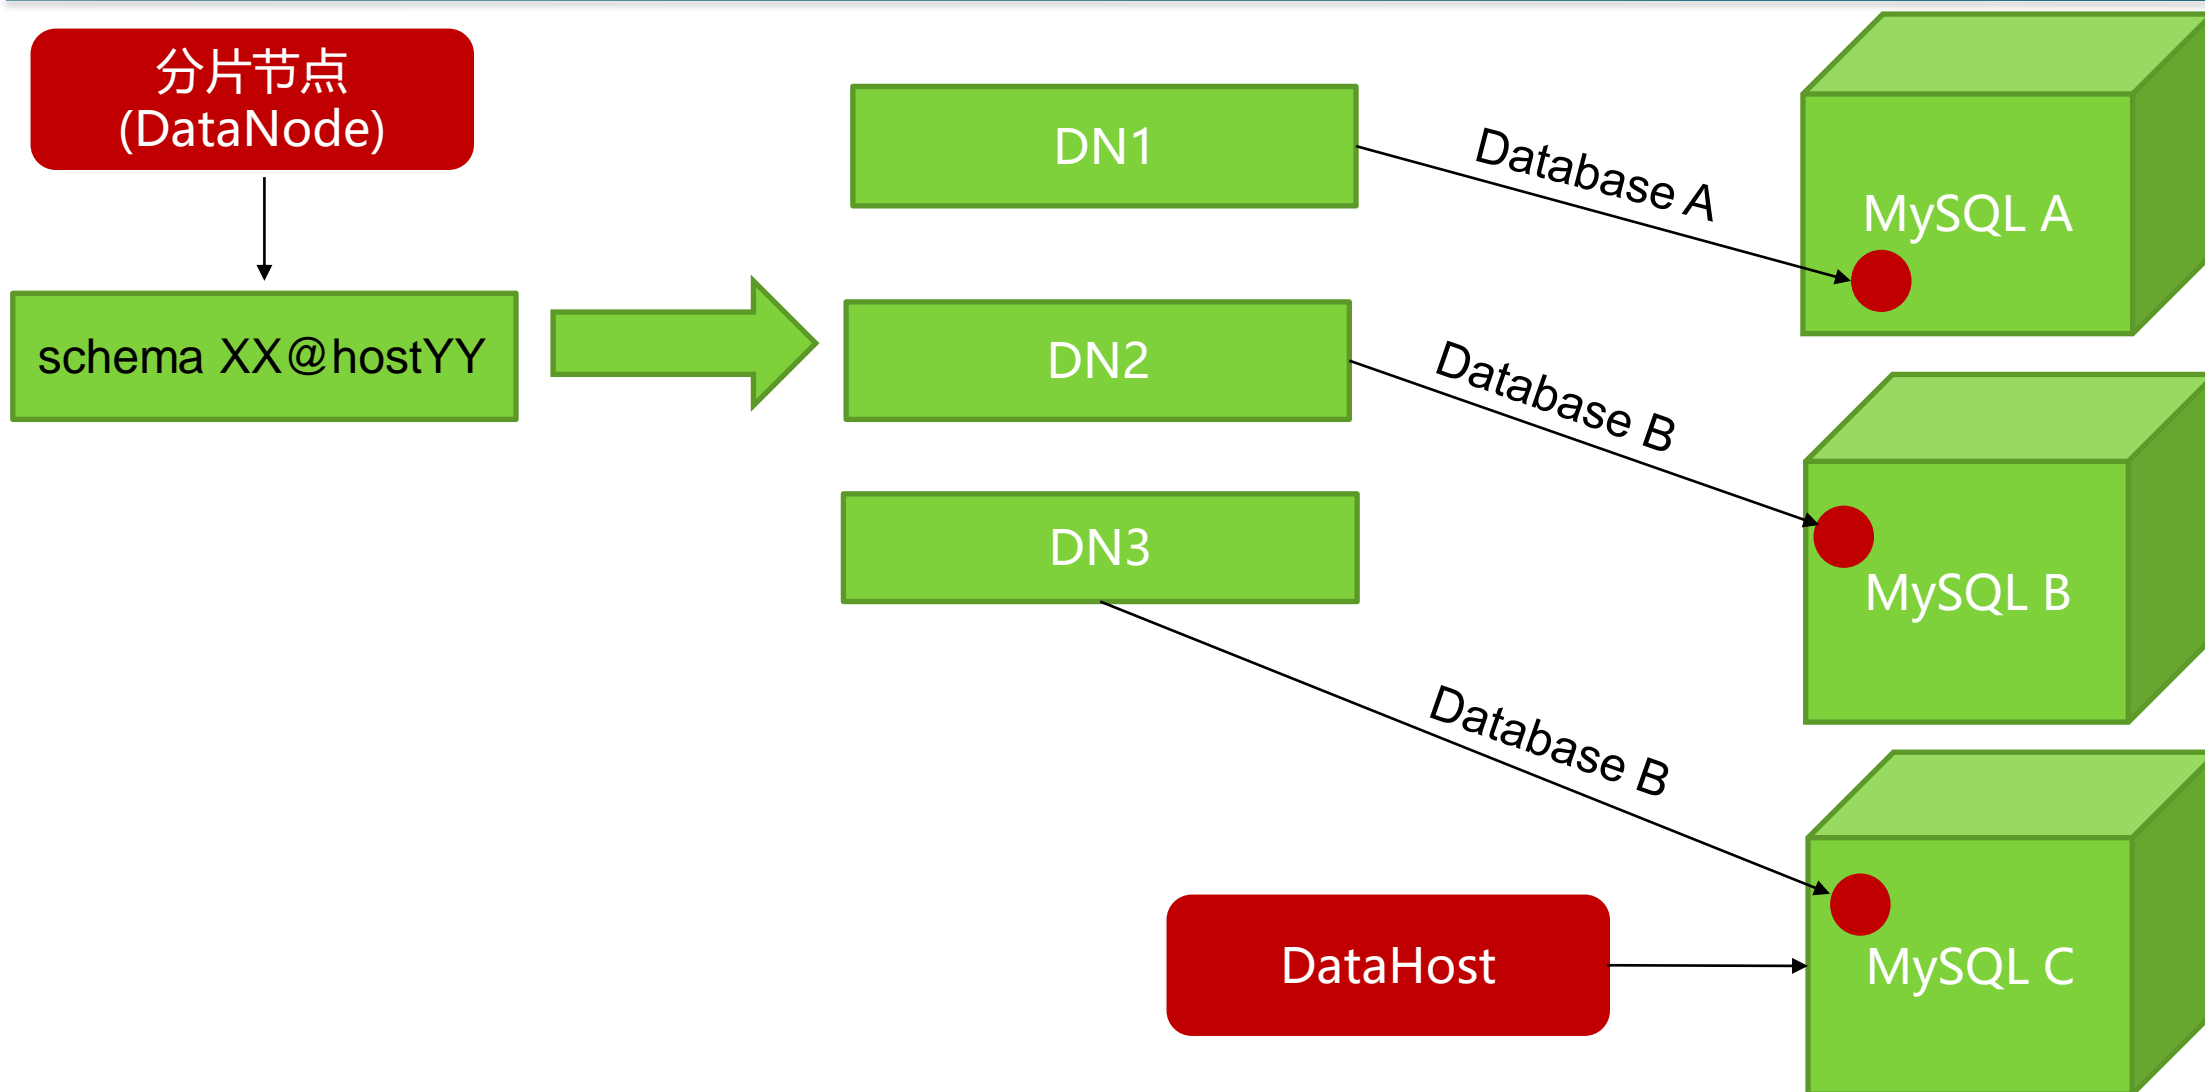 分片节点
(DataNode)
schema XX@hostYY
DN1
DN2
DN3
Database A
Database B
Database B
MySQL A
MySQL B
MySQL C
DataHost